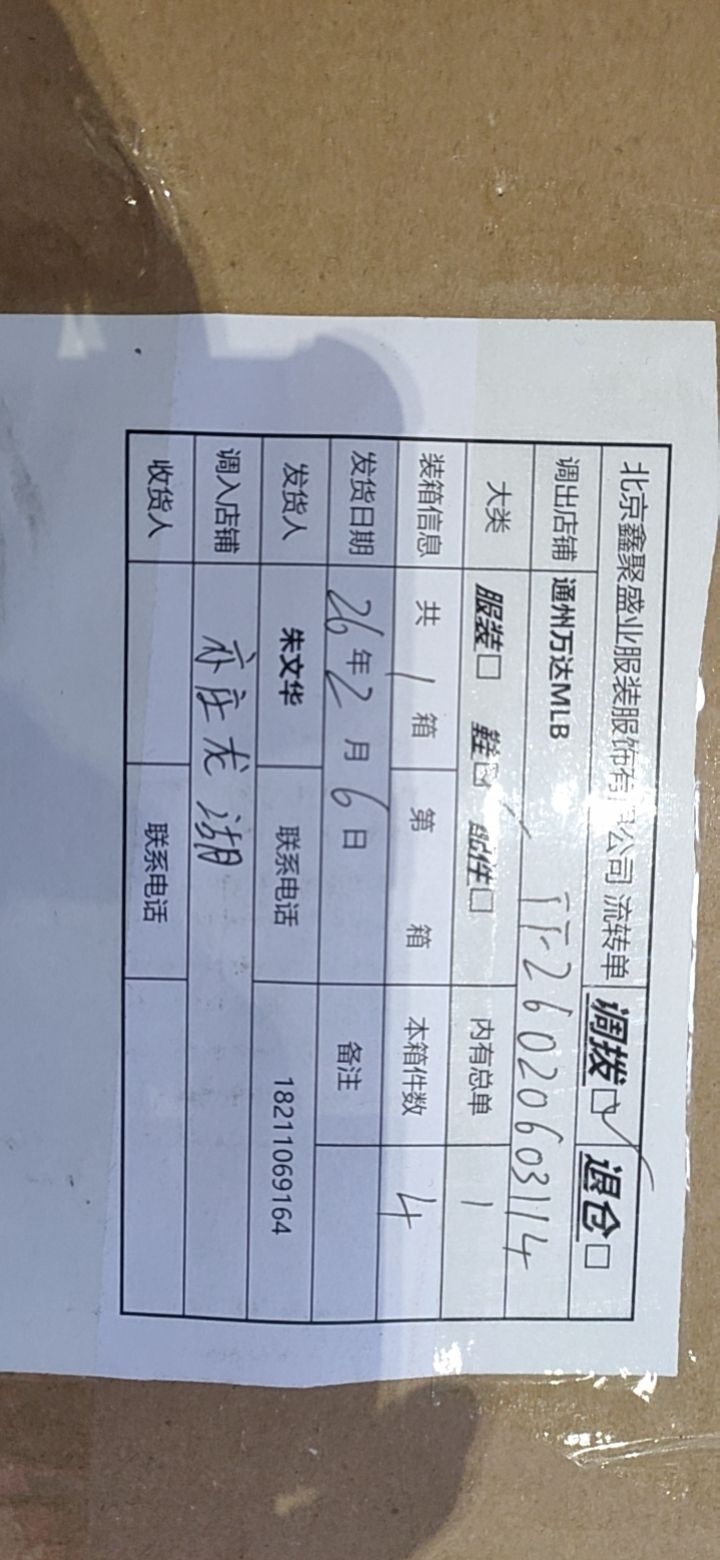 北京鑫聚盛业服装服饰有限公司 流转单 调拨☑ 退仓□
调出店铺 通州万达MLB TT-26020603114
大类 服装□ 鞋☑ 配件□ 内有总单 1
装箱信息 共 1 箱 第 箱 本箱件数 4
发货日期 26年2月6日 备注
发货人 朱文华 联系电话 18211069164
调入店铺 亦庄龙湖
收货人 联系电话